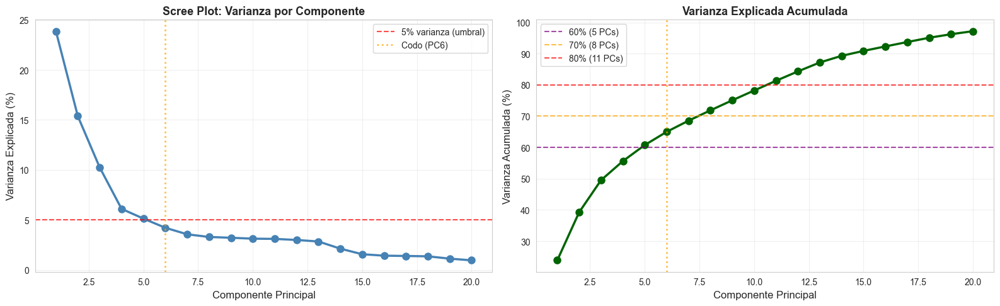 Scree Plot: Varianza por Componente
25
20
15
10
5
0
Varianza Explicada (%)
5% varianza (umbral)
Codo (PC6)
2.5 5.0 7.5 10.0 12.5 15.0 17.5 20.0
Componente Principal
Varianza Explicada Acumulada
100
90
80
70
60
50
40
30
Varianza Acumulada (%)
60% (5 PCs)
70% (8 PCs)
80% (11 PCs)
2.5 5.0 7.5 10.0 12.5 15.0 17.5 20.0
Componente Principal